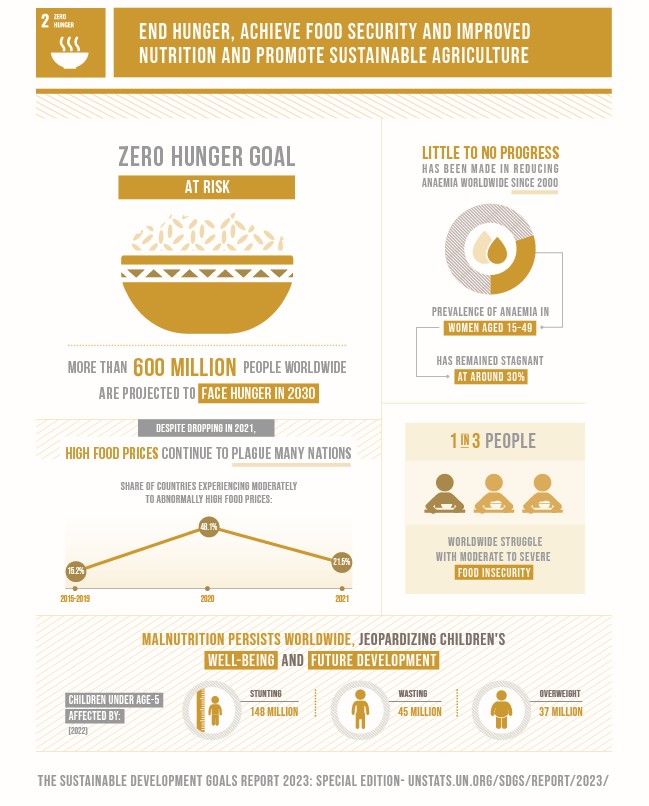 2 ZERO
HUNGER
END HUNGER, ACHIEVE FOOD SECURITY AND IMPROVED
NUTRITION AND PROMOTE SUSTAINABLE AGRICULTURE
ZERO HUNGER GOAL
AT RISK
MORE THAN 600 MILLION PEOPLE WORLDWIDE
ARE PROJECTED TO FACE HUNGER IN 2030
LITTLE TO NO PROGRESS
HAS BEEN MADE IN REDUCING
ANAEMIA WORLDWIDE SINCE 2000
PREVALENCE OF ANAEMIA IN
WOMEN AGED 15-49
HAS REMAINED STAGNANT
AT AROUND 30%
DESPITE DROPPING IN 2021,
HIGH FOOD PRICES CONTINUE TO PLAGUE MANY NATIONS
SHARE OF COUNTRIES EXPERIENCING MODERATELY
TO ABNORMALLY HIGH FOOD PRICES:
15.2%
48.1%
21.5%
2015-2019
2020
2021
1 IN 3 PEOPLE
WORLDWIDE STRUGGLE
WITH MODERATE TO SEVERE
FOOD INSECURITY
MALNUTRITION PERSISTS WORLDWIDE, JEOPARDIZING CHILDREN'S
WELL-BEING AND FUTURE DEVELOPMENT
CHILDREN UNDER AGE-5
AFFECTED BY:
(2022)
STUNTING
148 MILLION
WASTING
45 MILLION
OVERWEIGHT
37 MILLION
THE SUSTAINABLE DEVELOPMENT GOALS REPORT 2023: SPECIAL EDITION- UNSTATS.UN.ORG/SDGS/REPORT/2023/